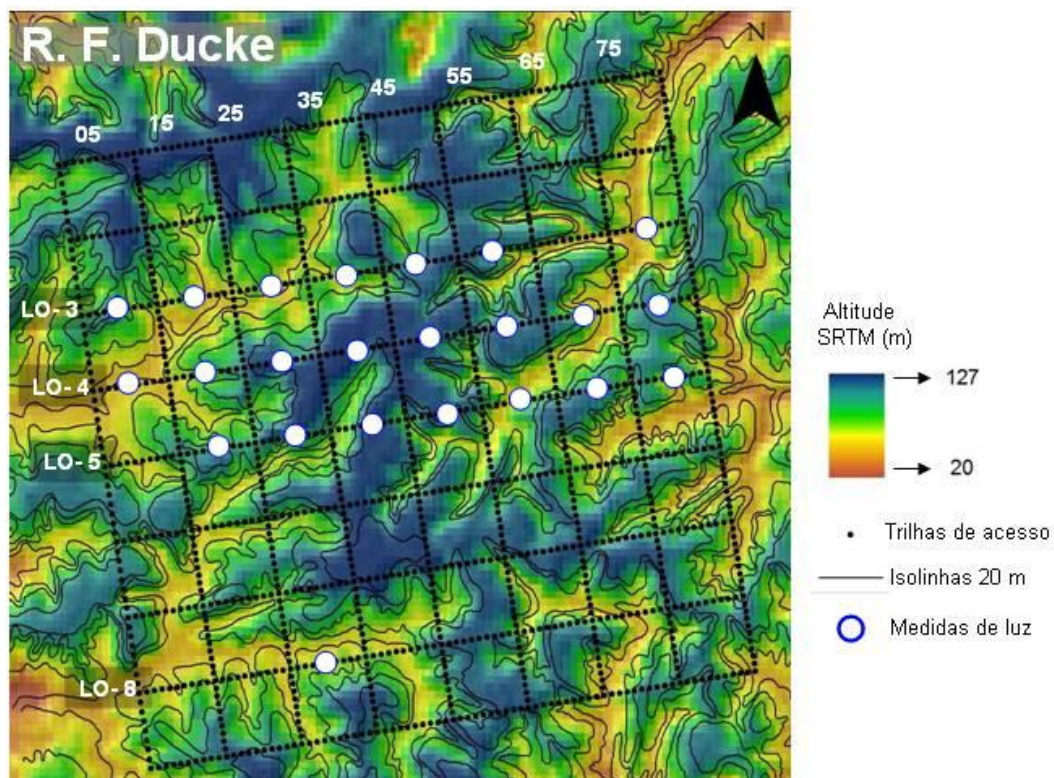 R. F. Ducke
N
05 15 25 35 45 55 65 75
LO-3
LO-4
LO-5
LO-8
Altitude
SRTM (m)
127
20
Trilhas de acesso
Isolinhas 20 m
Medidas de luz